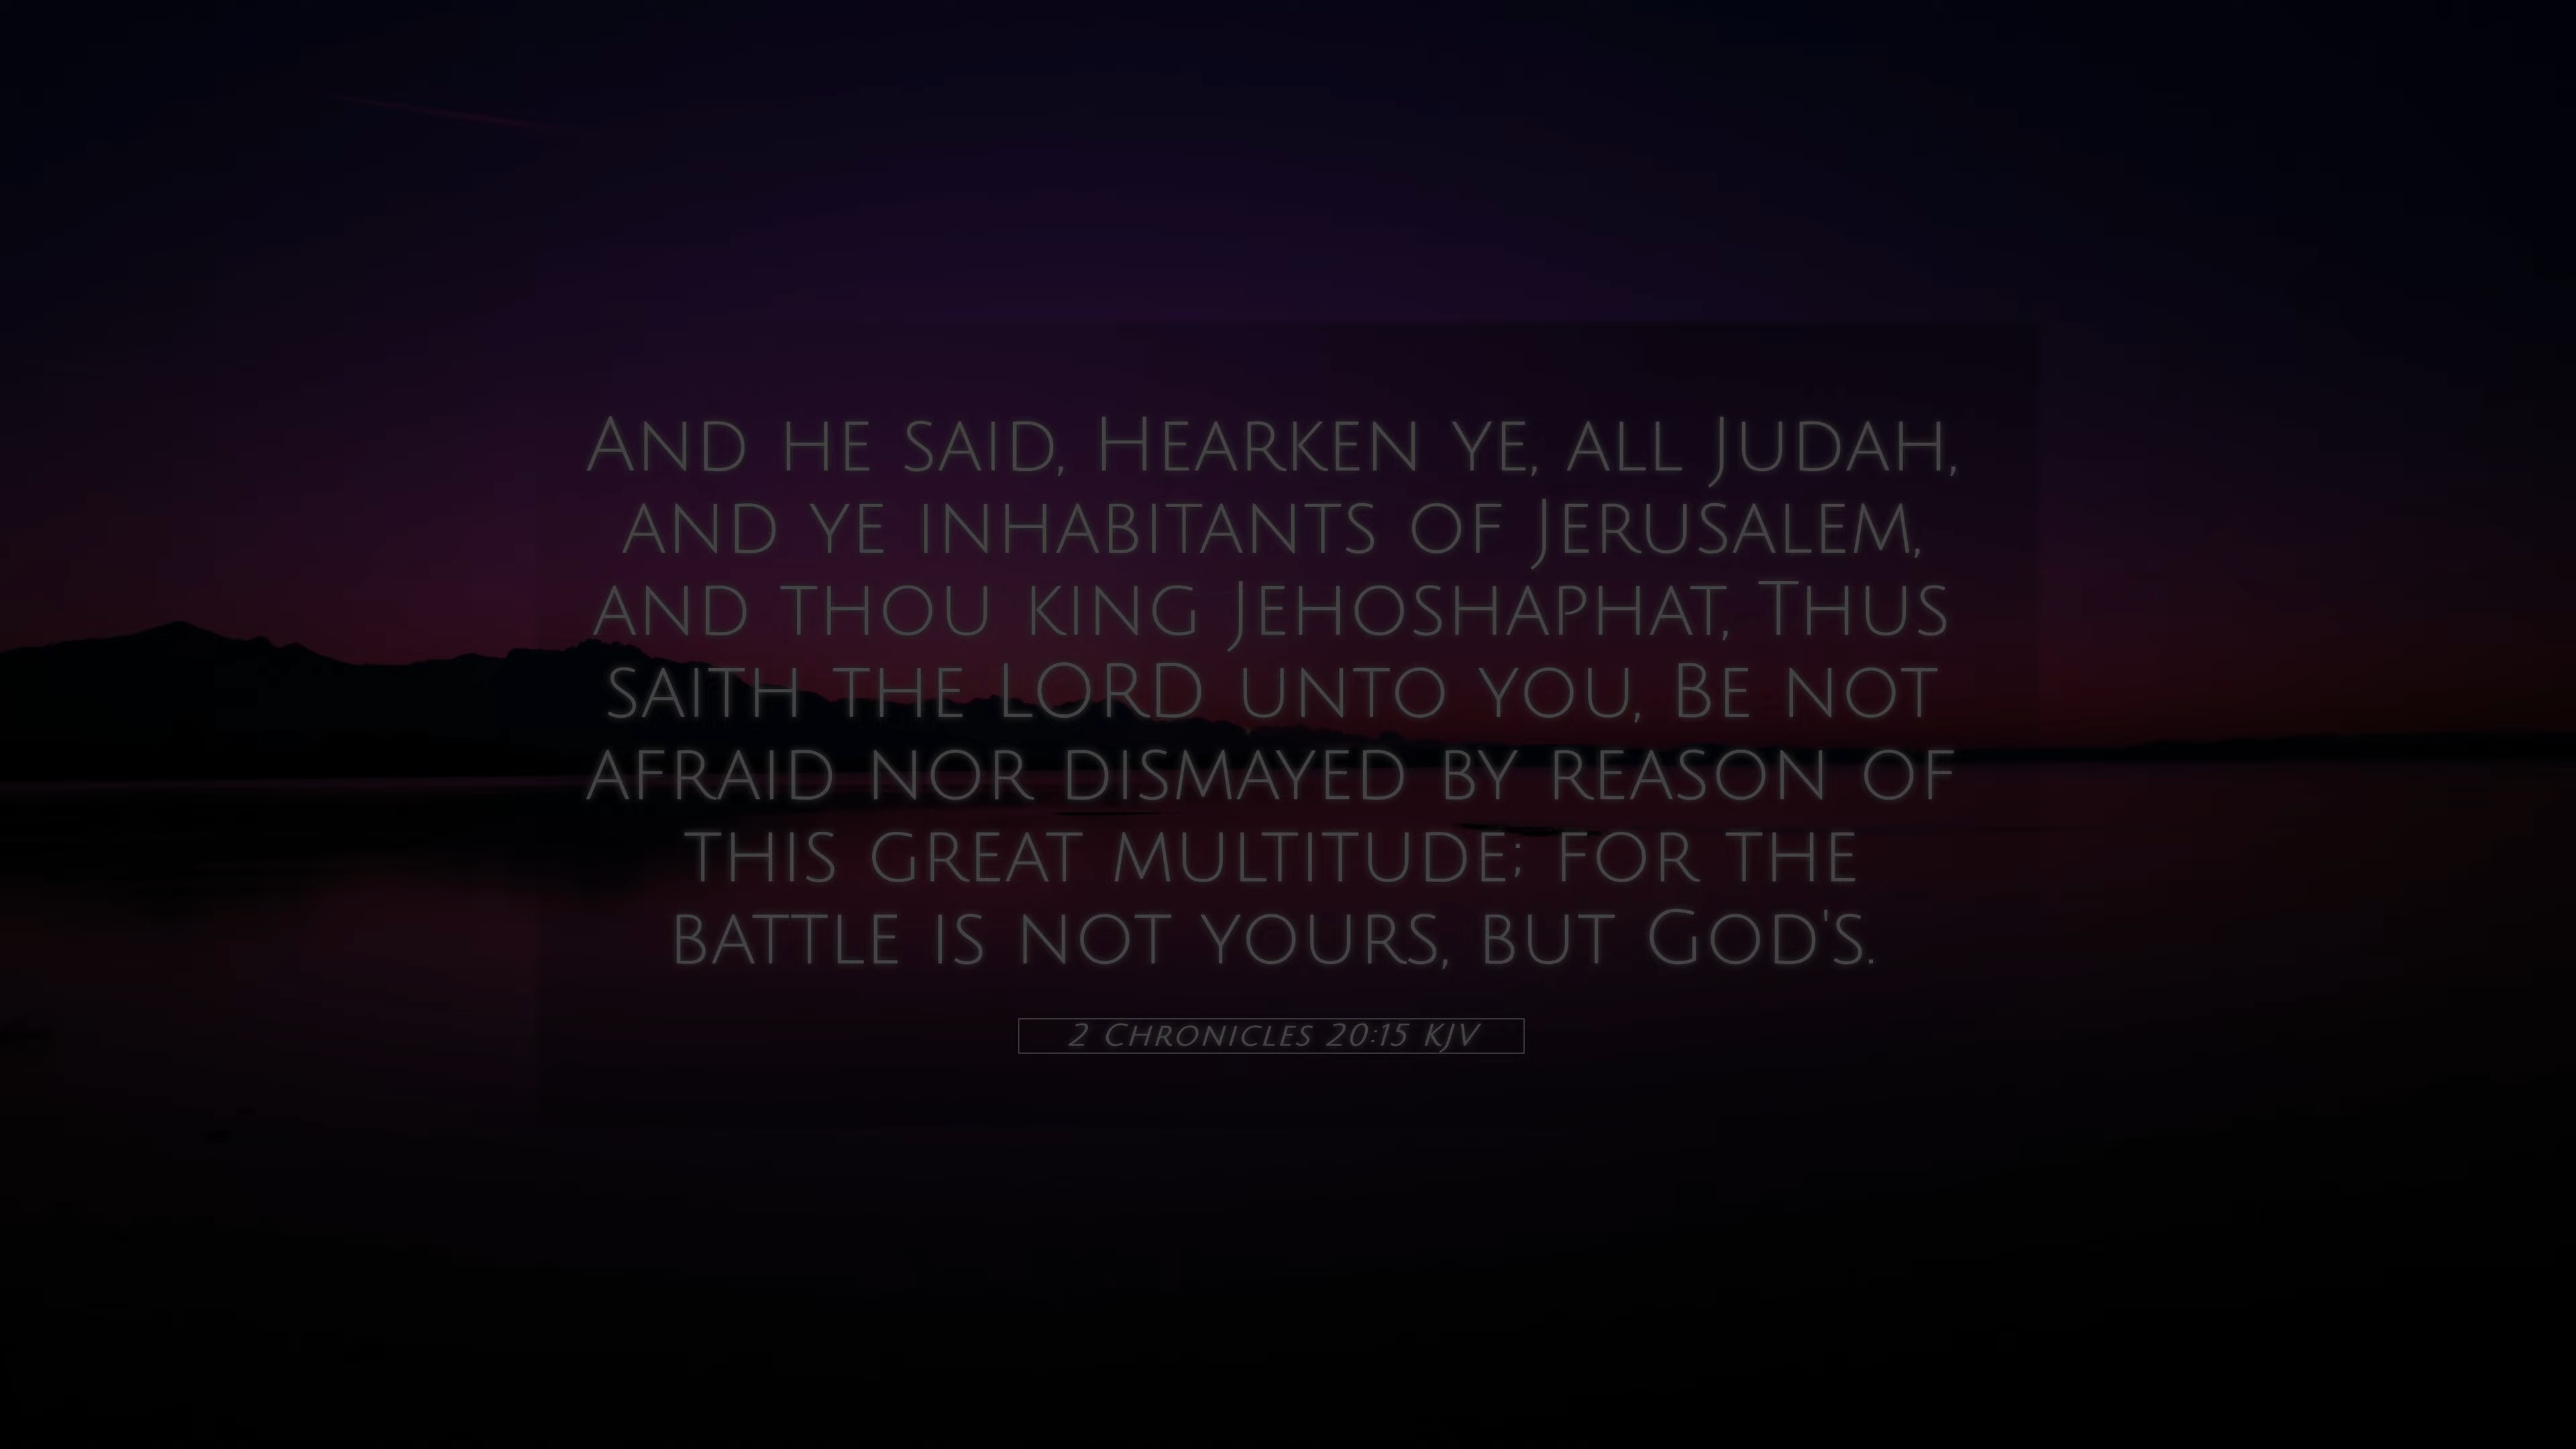 And he said, Hearken ye, all Judah,
and ye inhabitants of Jerusalem,
and thou king Jehoshaphat, Thus
saith the LORD unto you, Be not
afraid nor dismayed by reason of
this great multitude; for the
battle is not yours, but God's.
2 Chronicles 20:15 KJV